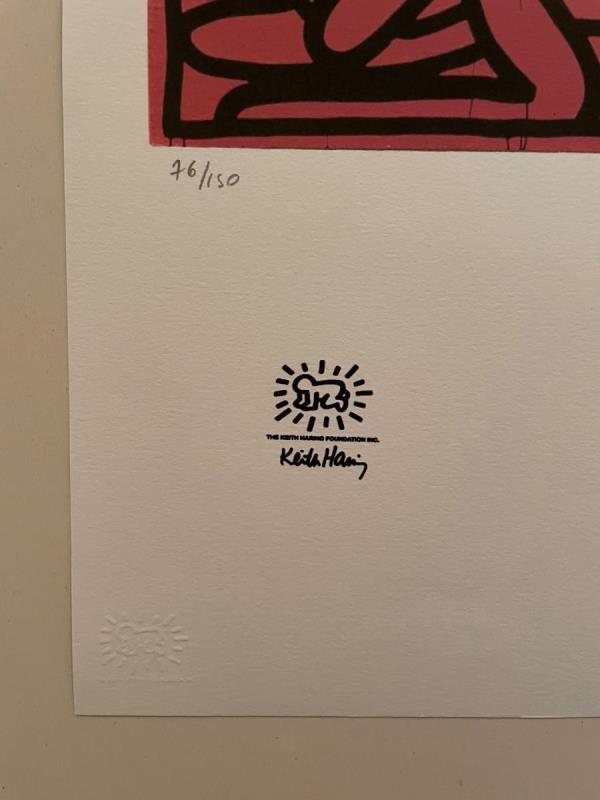 76/150
THE KEITH HARING FOUNDATION INC.
Keith Haring